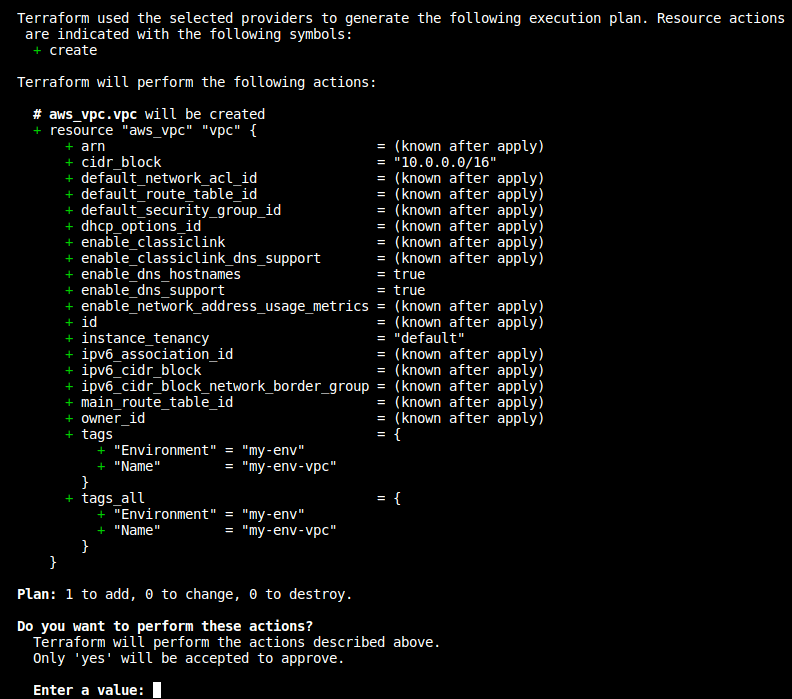 Terraform used the selected providers to generate the following execution plan. Resource actions
 are indicated with the following symbols:
  + create

Terraform will perform the following actions:

  # aws_vpc.vpc will be created
  + resource "aws_vpc" "vpc" {
      + arn                                  = (known after apply)
      + cidr_block                           = "10.0.0.0/16"
      + default_network_acl_id               = (known after apply)
      + default_route_table_id               = (known after apply)
      + default_security_group_id            = (known after apply)
      + dhcp_options_id                      = (known after apply)
      + enable_classiclink                   = (known after apply)
      + enable_classiclink_dns_support       = (known after apply)
      + enable_dns_hostnames                 = true
      + enable_dns_support                   = true
      + enable_network_address_usage_metrics = (known after apply)
      + id                                   = (known after apply)
      + instance_tenancy                     = "default"
      + ipv6_association_id                  = (known after apply)
      + ipv6_cidr_block                      = (known after apply)
      + ipv6_cidr_block_network_border_group = (known after apply)
      + main_route_table_id                  = (known after apply)
      + owner_id                             = (known after apply)
      + tags                                 = {
          + "Environment" = "my-env"
          + "Name"        = "my-env-vpc"
        }
      + tags_all                             = {
          + "Environment" = "my-env"
          + "Name"        = "my-env-vpc"
        }
    }

Plan: 1 to add, 0 to change, 0 to destroy.

Do you want to perform these actions?
  Terraform will perform the actions described above.
  Only 'yes' will be accepted to approve.

  Enter a value: